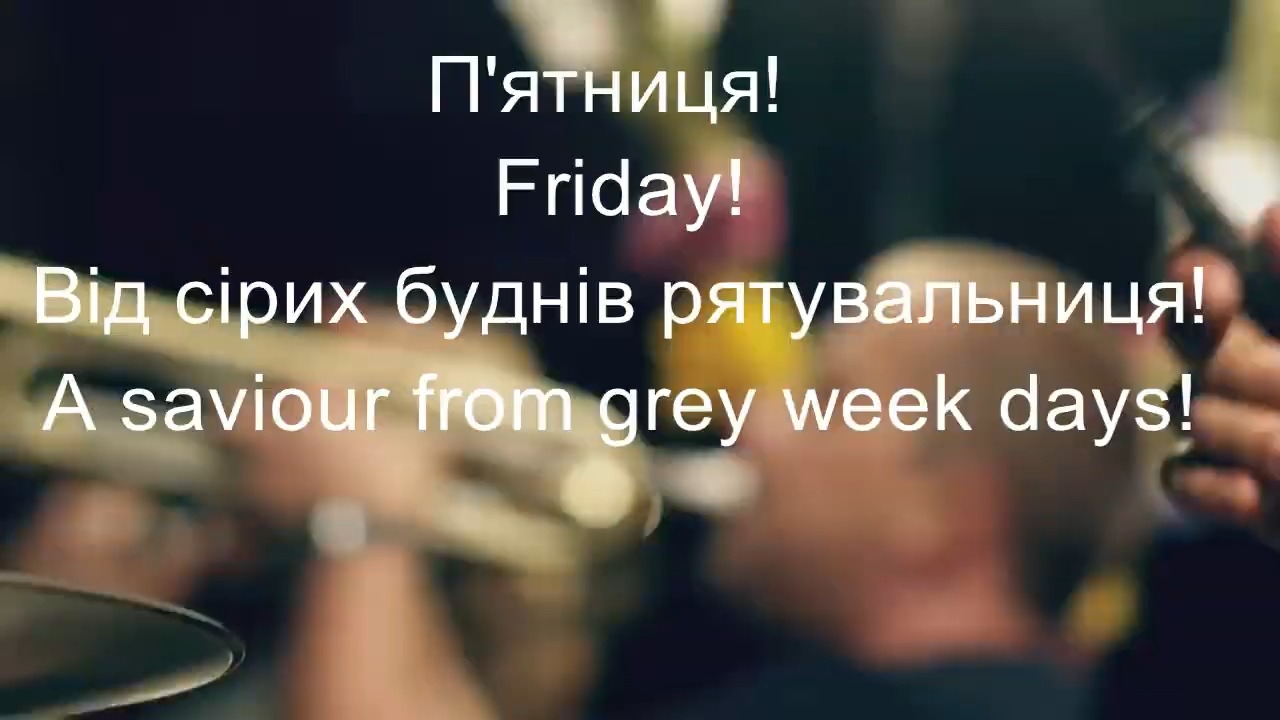 П'ятниця!
Friday!
Від сірих буднів рятувальниця!
A saviour from grey week days!